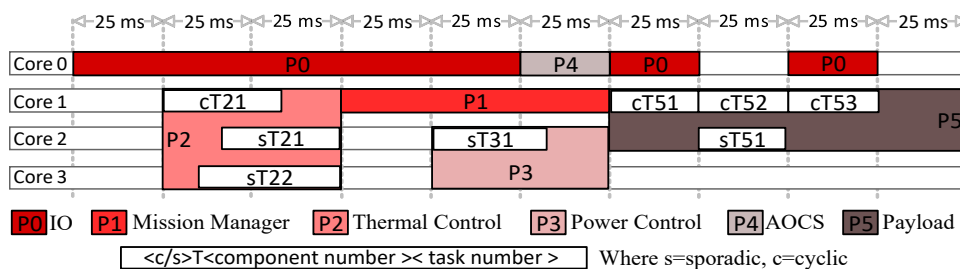 25 ms 25 ms 25 ms 25 ms 25 ms 25 ms 25 ms 25 ms 25 ms 25 ms
Core 0 P0 P4 P0 P0
Core 1 cT21 P1 cT51 cT52 cT53
Core 2 P2 sT21 sT31 sT51 P5
Core 3 sT22 P3
P0 IO P1 Mission Manager P2 Thermal Control P3 Power Control P4 AOCS P5 Payload
<c/s>T<component number >< task number > Where s=sporadic, c=cyclic